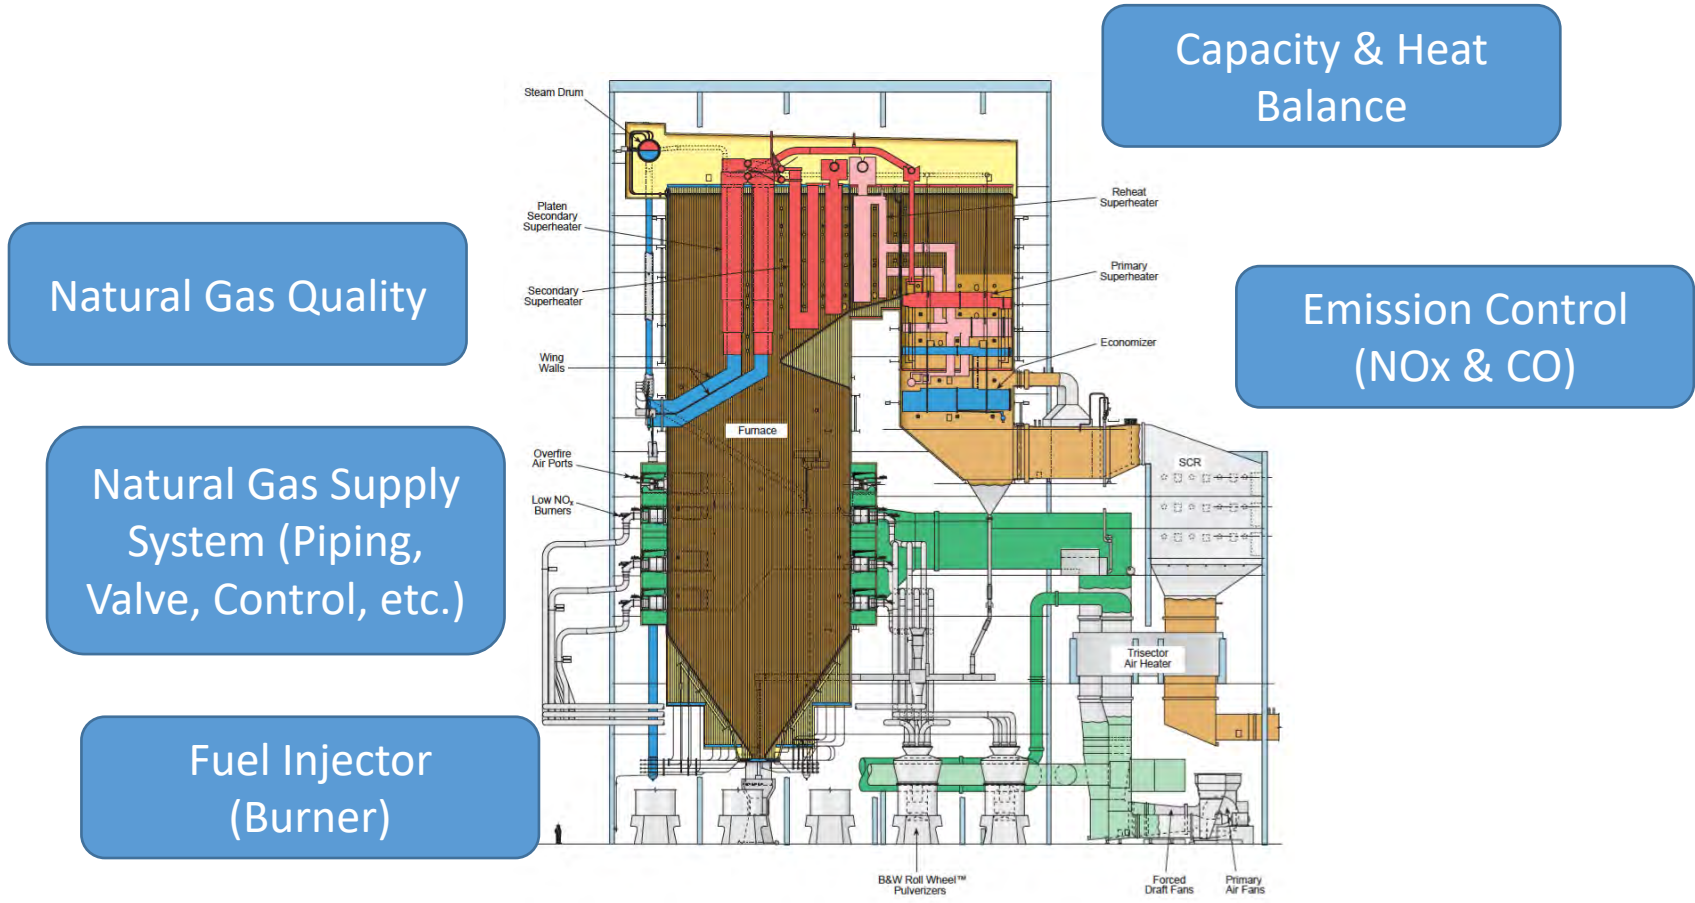 Capacity & Heat
Balance
Natural Gas Quality
Emission Control
(NOx & CO)
Natural Gas Supply
System (Piping,
Valve, Control, etc.)
Fuel Injector
(Burner)
Steam Drum
Platen
Secondary
Superheater
Secondary
Superheater
Wing
Walls
Overfire
Air Ports
Low NOx
Burners
Furnace
Reheat
Superheater
Primary
Superheater
Economizer
SCR
Trisector
Air Heater
B&W Roll Wheel™
Pulverizers
Forced
Draft Fans
Primary
Air Fans